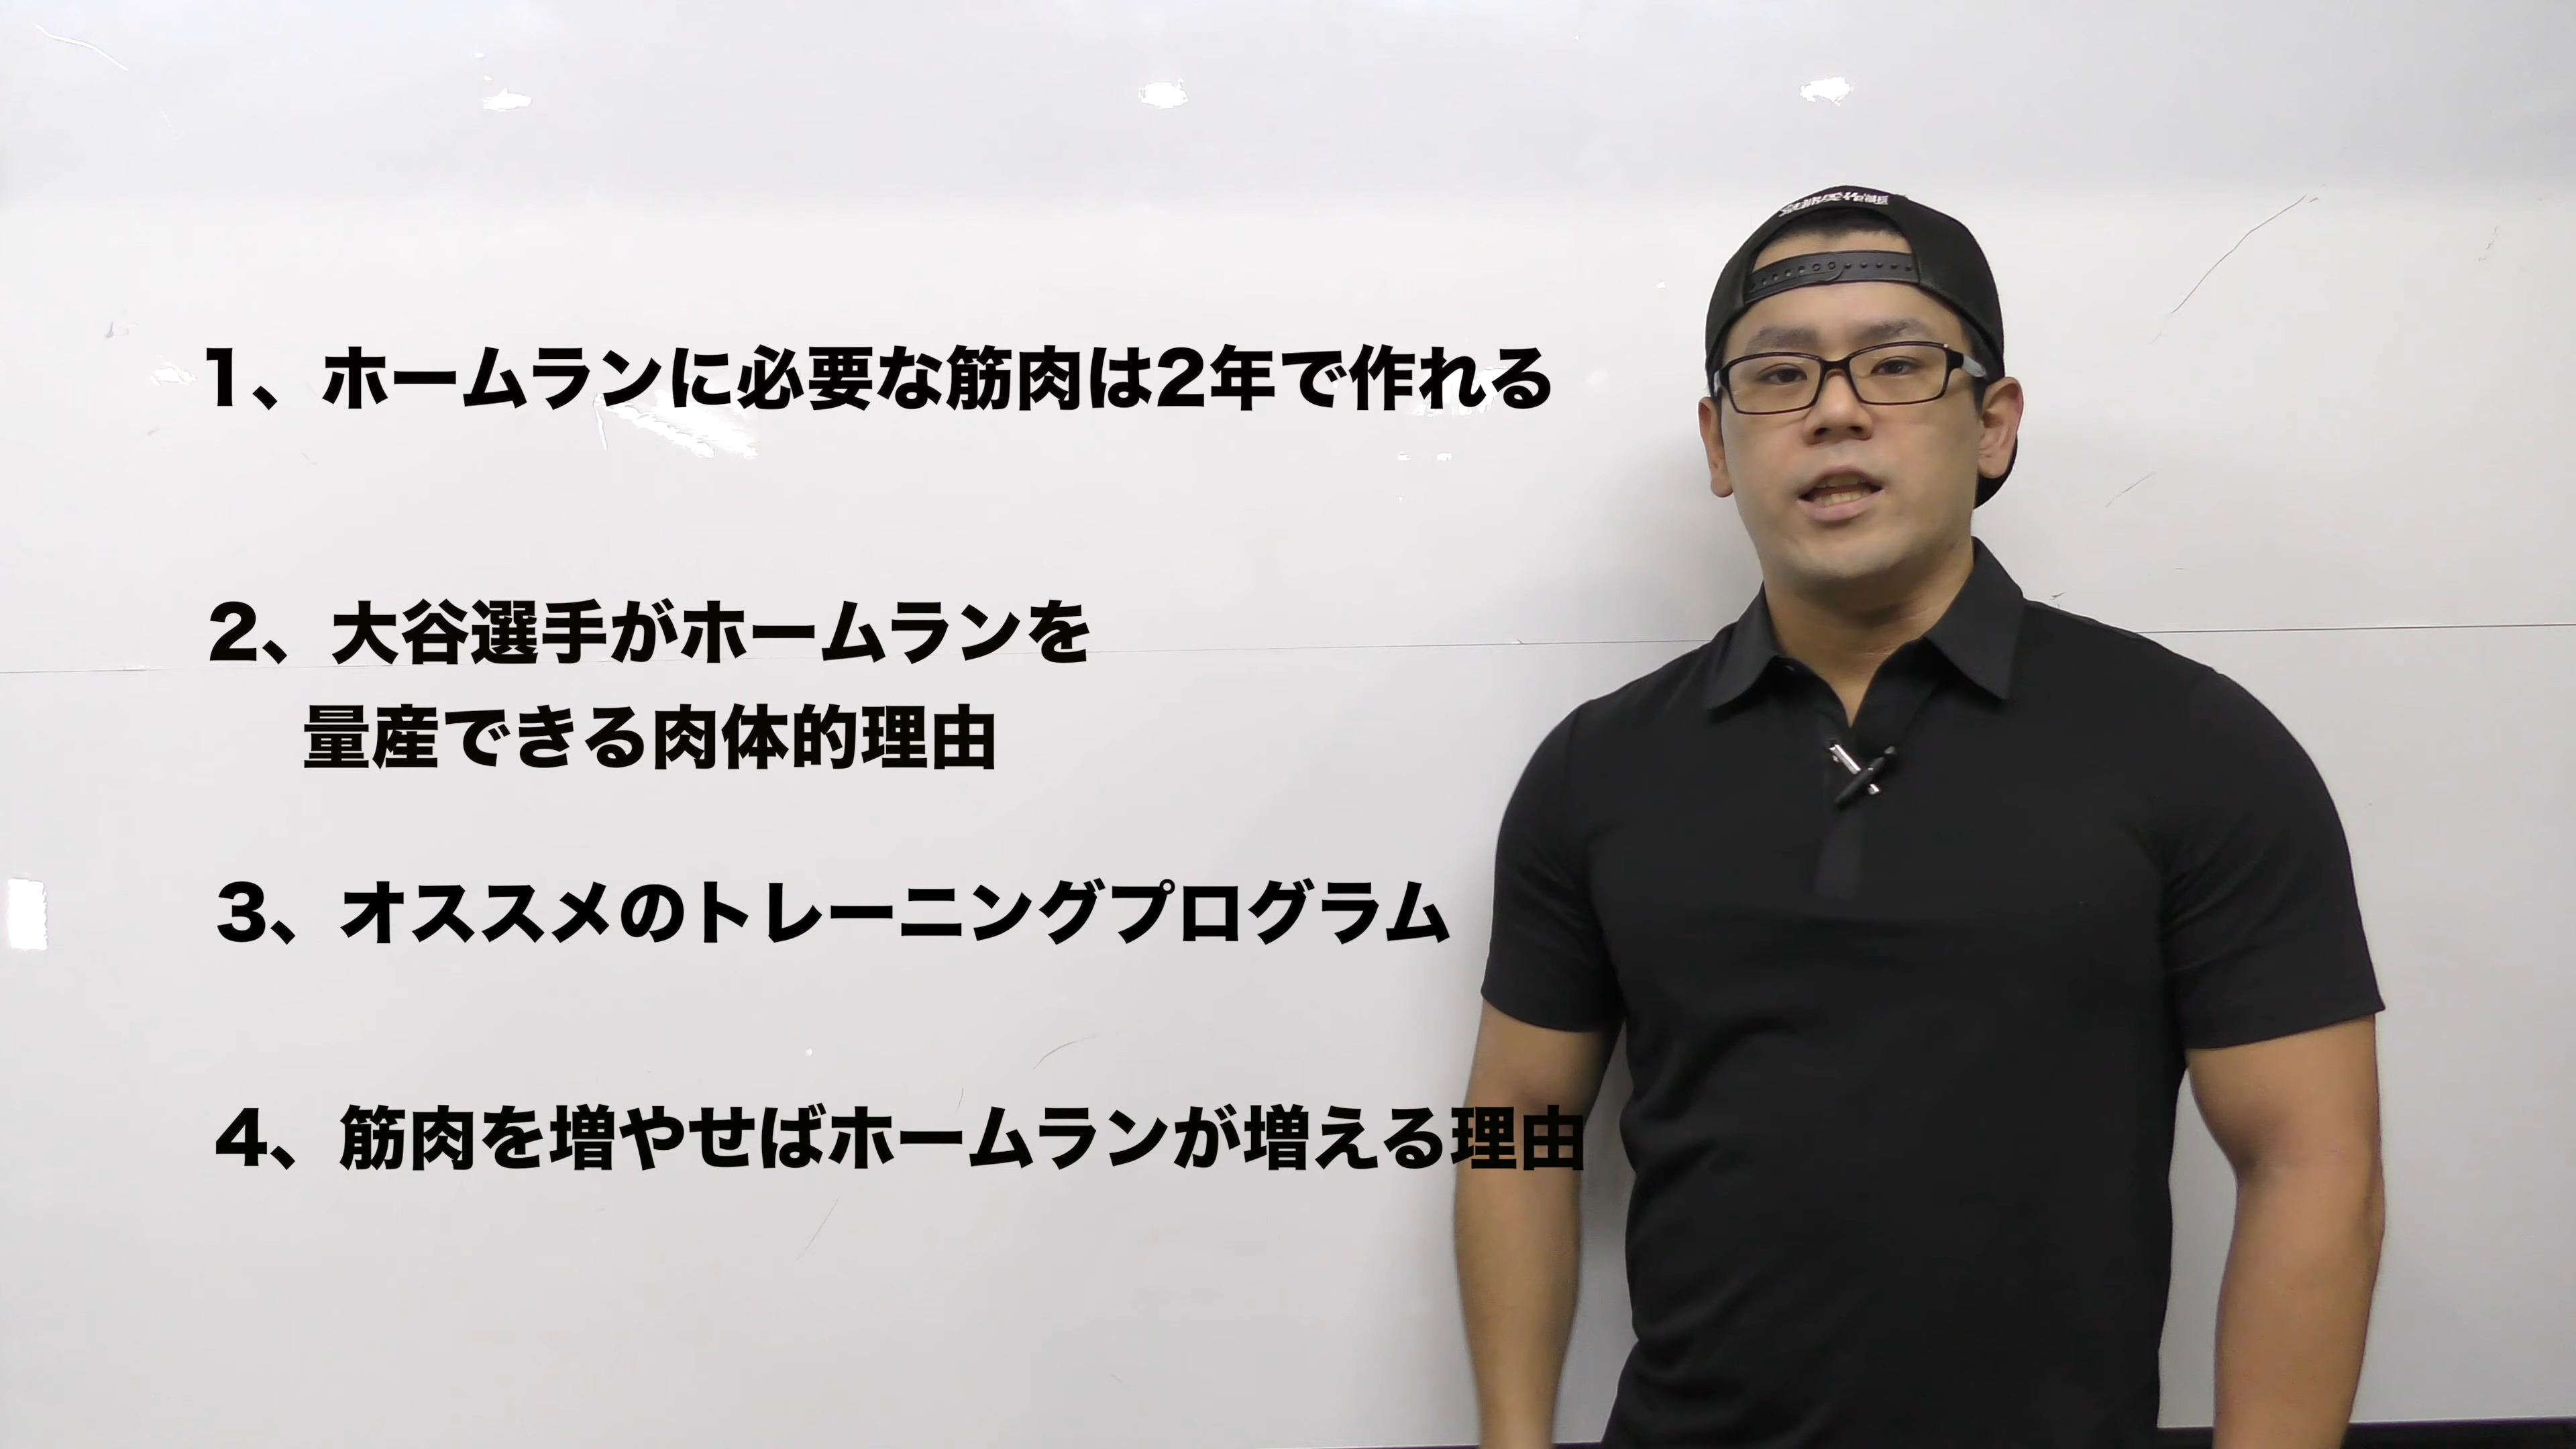 1、ホームランに必要な筋肉は2年で作れる
2、大谷選手がホームランを
量産できる肉体的理由
3、オススメのトレーニングプログラム
4、筋肉を増やせばホームランが増える理由